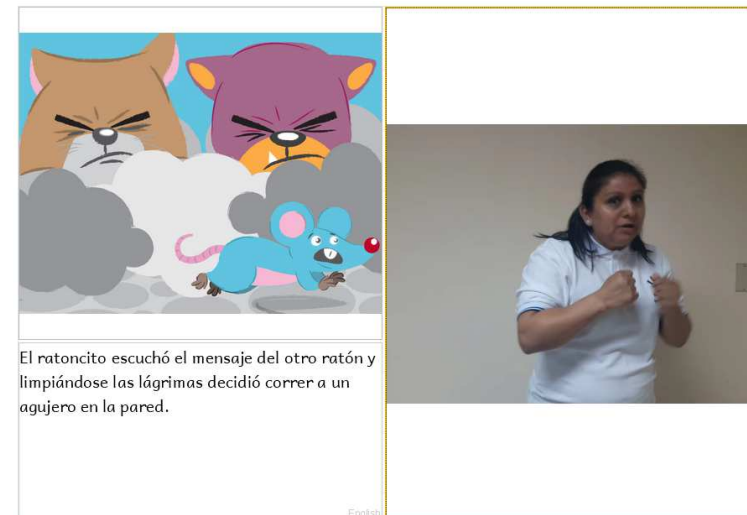 El ratoncito escuchó el mensaje del otro ratón y
limpiándose las lágrimas decidió correr a un
agujero en la pared.
English